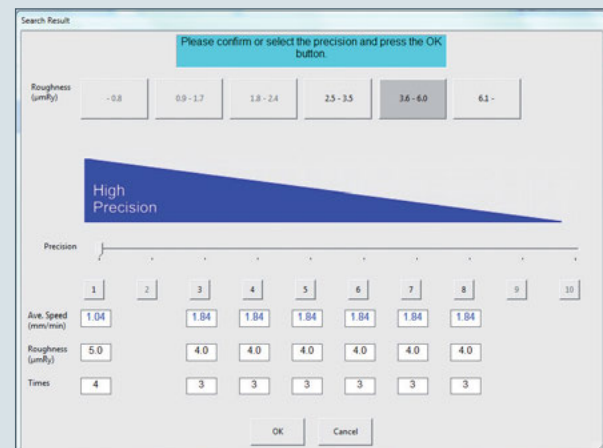 Search Result
Please confirm or select the precision and press the OK
button.
Roughness
(µmRy)
- 0.8 0.9 - 1.7 1.8 - 2.4 2.5 - 3.5 3.6 - 6.0 6.1 -
High
Precision
Precision
1 2 3 4 5 6 7 8 9 10
Ave. Speed
(mm/min)
1.04 1.84 1.84 1.84 1.84 1.84 1.84
Roughness
(µmRy)
5.0 4.0 4.0 4.0 4.0 4.0 4.0
Times
4 3 3 3 3 3 3
OK Cancel